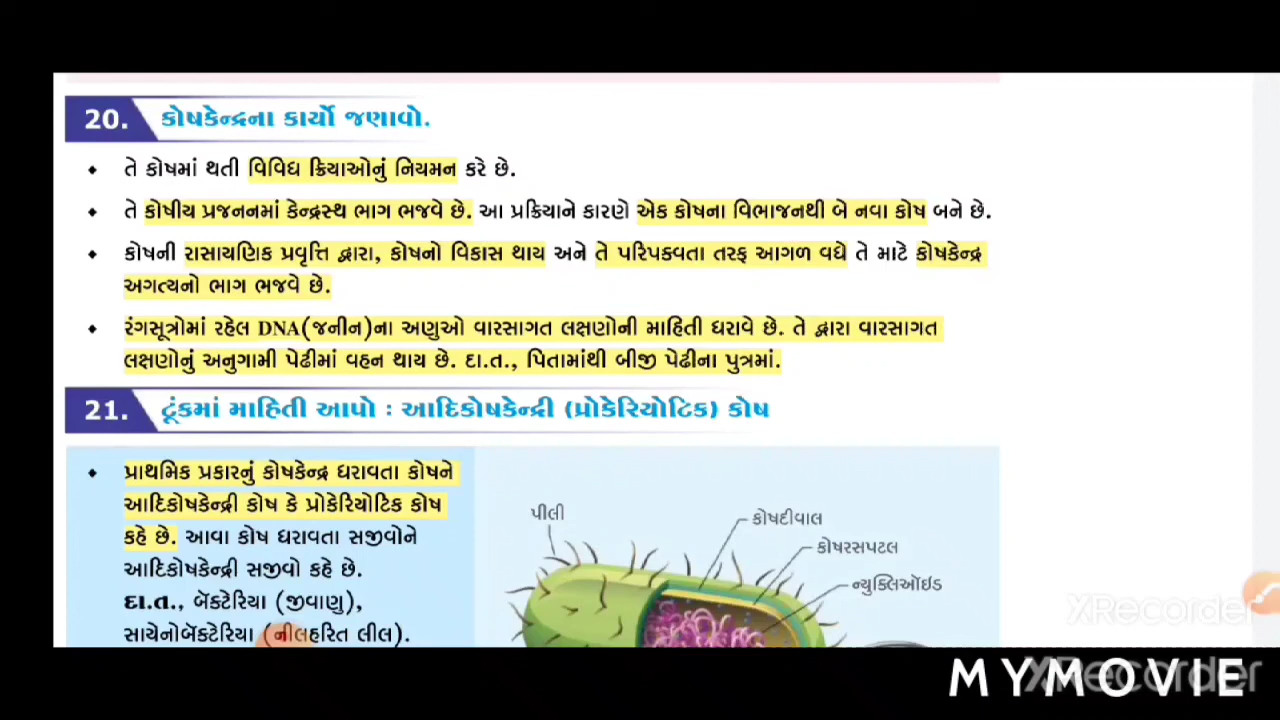 20. કોષકેન્દ્રના કાર્યો જણાવો.
◆ તે કોષમાં થતી વિવિધ ક્રિયાઓનું નિયમન કરે છે.
◆ તે કોષીય પ્રજનનમાં કેન્દ્રસ્થ ભાગ ભજવે છે. આ પ્રક્રિયાને કારણે એક કોષના વિભાજનથી બે નવા કોષ બને છે.
◆ કોષની રાસાયણિક પ્રવૃત્તિ દ્વારા, કોષનો વિકાસ થાય અને તે પરિપક્વતા તરફ આગળ વધે તે માટે કોષકેન્દ્ર
અગત્યનો ભાગ ભજવે છે.
◆ રંગસૂત્રોમાં રહેલ DNA(જનીન)ના અણુઓ વારસાગત લક્ષણોની માહિતી ધરાવે છે. તે દ્વારા વારસાગત
લક્ષણોનું અનુગામી પેઢીમાં વહન થાય છે. દા.ત., પિતામાંથી બીજી પેઢીના પુત્રમાં.
21. ટૂંકમાં માહિતી આપો : આદિકોષકેન્દ્રી (પ્રોકેરિયોટિક) કોષ
◆ પ્રાથમિક પ્રકારનું કોષકેન્દ્ર ધરાવતા કોષને
આદિકોષકેન્દ્રી કોષ કે પ્રોકેરિયોટિક કોષ
કહે છે. આવા કોષ ધરાવતા સજીવોને
આદિકોષકેન્દ્રી સજીવો કહે છે.
દા.ત., બૅક્ટેરિયા (જીવાણુ),
સાયેનોબૅક્ટેરિયા (નીલહરિત લીલ).
પીલી
કોષદીવાલ
કોષરસપટલ
ન્યુક્લિઑઇડ
XRecorder
XRecorder
MYMOVIE